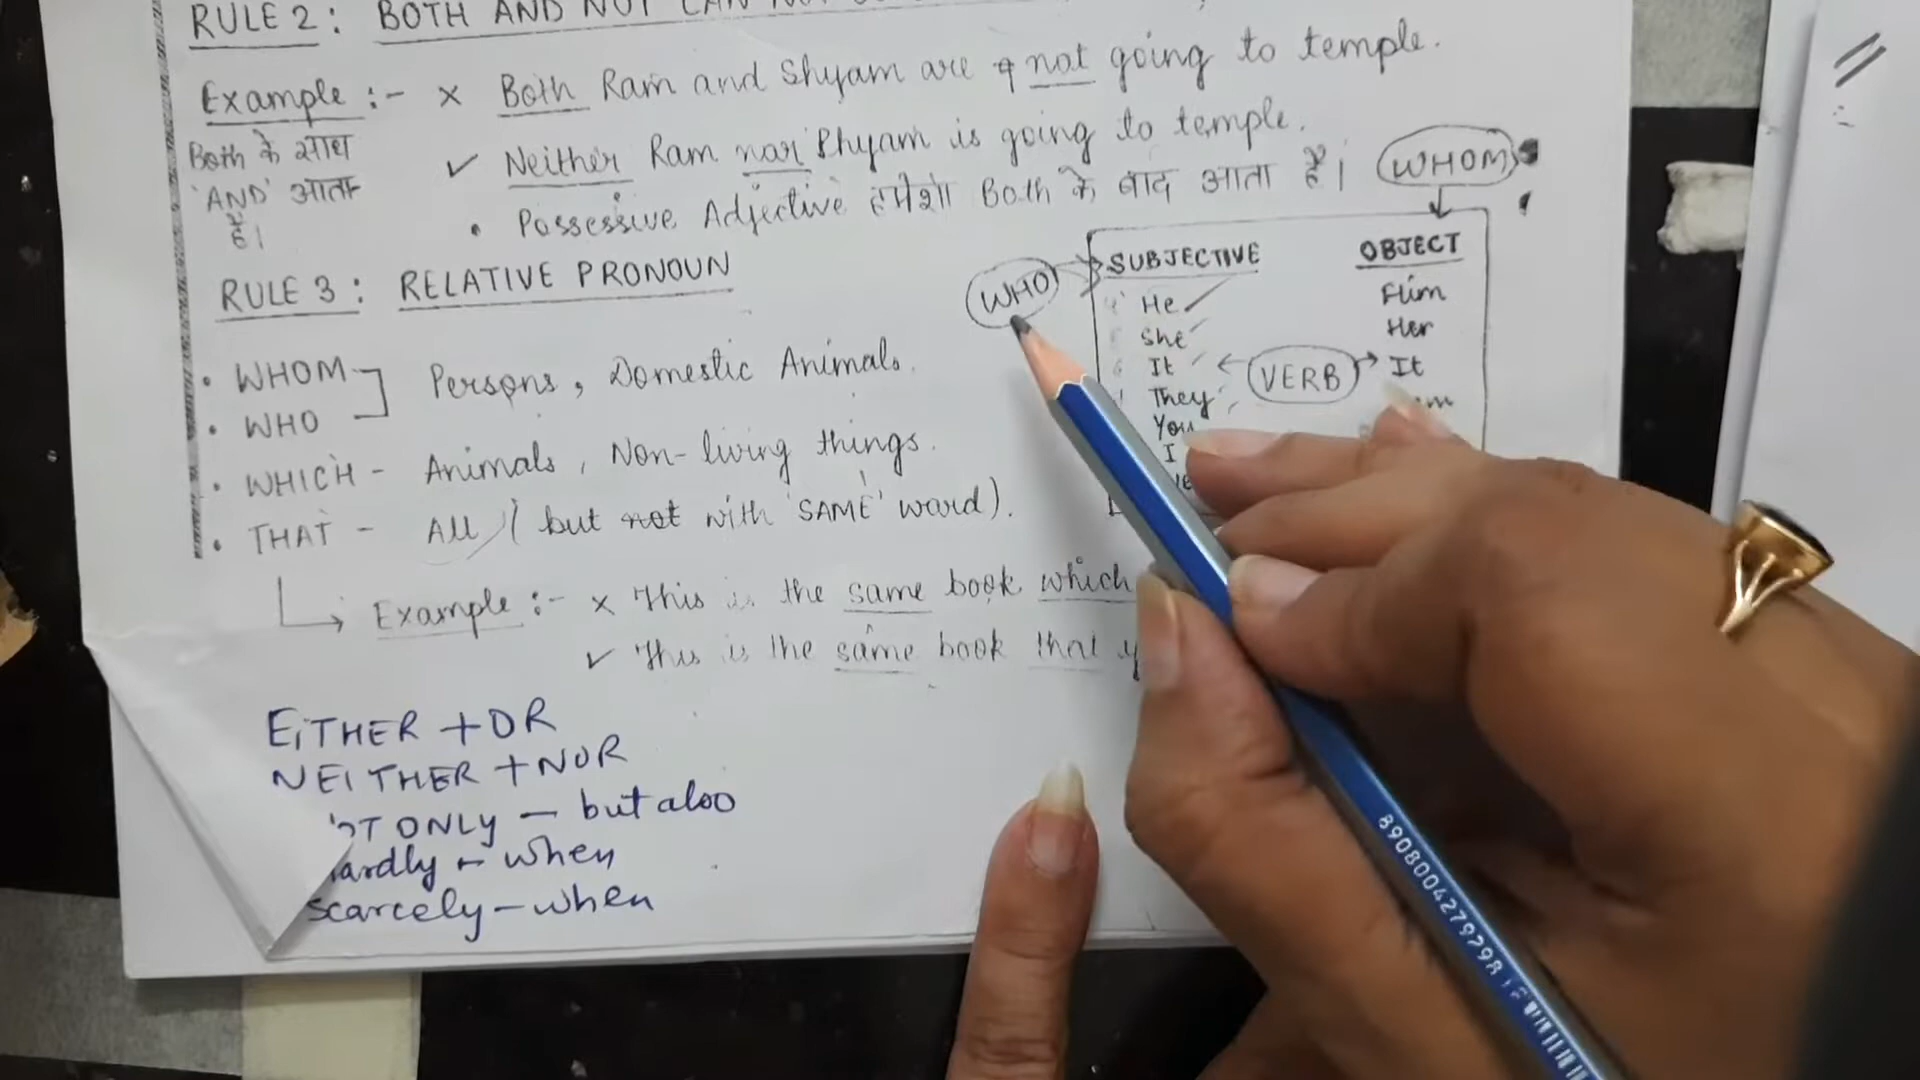 RULE 2 : BOTH AND NOT CAN NOT
Example :- × Both Ram and Shyam are not going to temple.
Both के साथ
'AND' आता
है।
✓ Neither Ram nor Shyam is going to temple.
• Possessive Adjective हमेशा Both के बाद आता है।
RULE 3 : RELATIVE PRONOUN
• WHOM
• WHO
Persons, Domestic Animals.
• WHICH - Animals, Non-living things.
• THAT - All ( but not with 'SAME' word).
Example :- × This is the same book which
✓ This is the same book that
WHOM
WHO
SUBJECTIVE
He
She
It
They
You
I
VERB
OBJECT
Him
Her
It
EiTHER + OR
NEITHER + NOR
OT ONLY - but also
ardly - when
scarcely - when
8908004279798